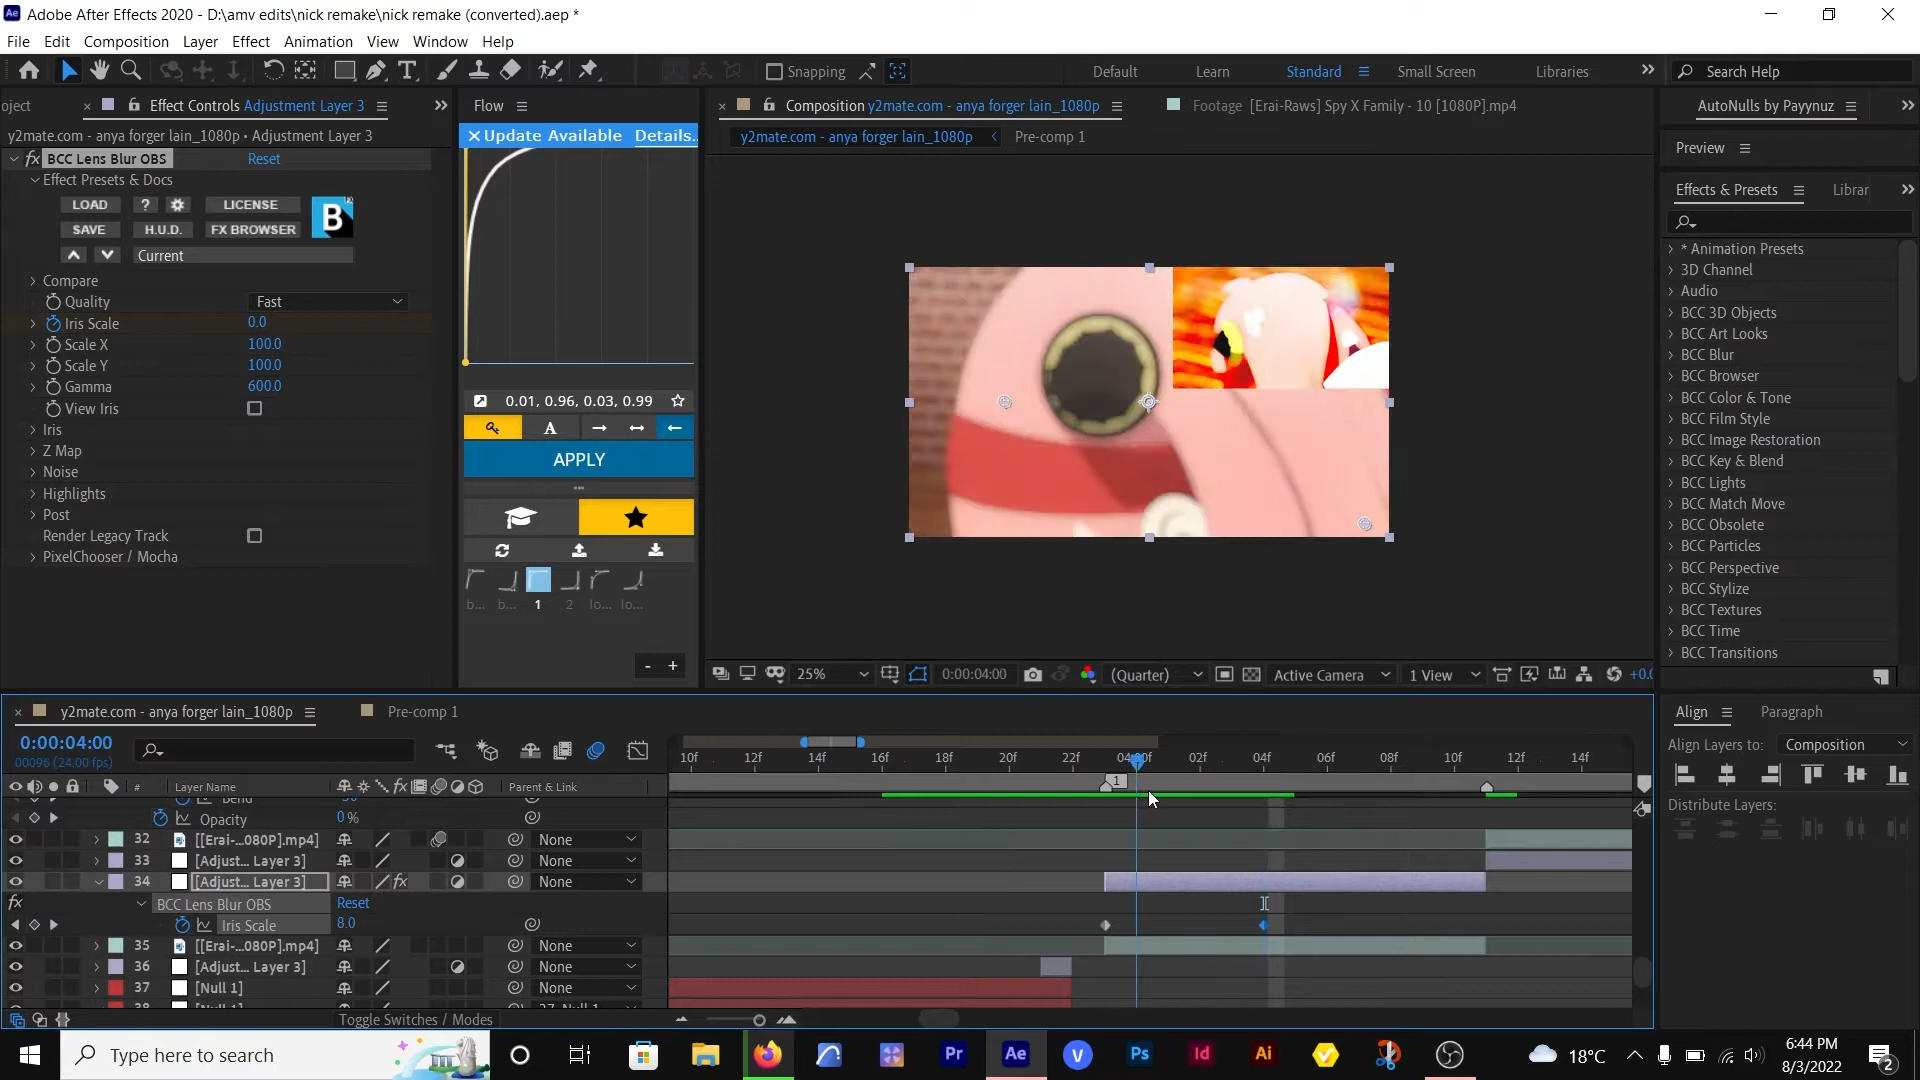 Adobe After Effects 2020 - D:\amv edits\nick remake\nick remake (converted).aep *
File Edit Composition Layer Effect Animation View Window Help
Snapping
Default Learn Standard Small Screen Libraries
Search Help
oject
Effect Controls Adjustment Layer 3
y2mate.com - anya forger lain_1080p • Adjustment Layer 3
fx BCC Lens Blur OBS Reset
Effect Presets & Docs
LOAD ? LICENSE
SAVE H.U.D. FX BROWSER
B
Current
Compare
Quality Fast
Iris Scale 0.0
Scale X 100.0
Scale Y 100.0
Gamma 600.0
View Iris
Iris
Z Map
Noise
Highlights
Post
Render Legacy Track
PixelChooser / Mocha
Flow
Update Available Details..
0.01, 0.96, 0.03, 0.99
A
APPLY
b... b... 1 2 lo... lo...
- +
Composition y2mate.com - anya forger lain_1080p
Footage [Erai-Raws] Spy X Family - 10 [1080P].mp4
y2mate.com - anya forger lain_1080p Pre-comp 1
25% 0:00:04:00 (Quarter) Active Camera 1 View +0.0
AutoNulls by Payynuz
Preview
Effects & Presets Librar
* Animation Presets
3D Channel
Audio
BCC 3D Objects
BCC Art Looks
BCC Blur
BCC Browser
BCC Color & Tone
BCC Film Style
BCC Image Restoration
BCC Key & Blend
BCC Lights
BCC Match Move
BCC Obsolete
BCC Particles
BCC Perspective
BCC Stylize
BCC Textures
BCC Time
BCC Transitions
Align Paragraph
Align Layers to: Composition
Distribute Layers:
y2mate.com - anya forger lain_1080p Pre-comp 1
0:00:04:00
00096 (24.00 fps)
10f 12f 14f 16f 18f 20f 22f 04:00f 02f 04f 06f 08f 10f 12f 14f
1
# Layer Name fx Parent & Link
Opacity 0 %
32 [[Erai-...080P].mp4] None
33 [Adjust... Layer 3] None
34 [Adjust... Layer 3] fx None
fx BCC Lens Blur OBS Reset
Iris Scale 8.0
35 [[Erai-...080P].mp4] None
36 [Adjust... Layer 3] None
37 [Null 1] None
Toggle Switches / Modes
Type here to search
Pr Ae V Ps Id Ai
18°C
6:44 PM
8/3/2022
2